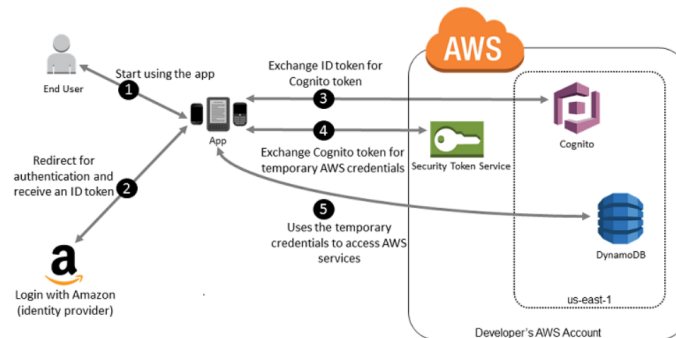 AWS
End User
1
Start using the app
Exchange ID token for
Cognito token
3
App
4
Exchange Cognito token for
temporary AWS credentials
Security Token Service
Cognito
Redirect for
authentication and
receive an ID token
2
5
Uses the temporary
credentials to access AWS
services
DynamoDB
a
Login with Amazon
(identity provider)
us-east-1
Developer's AWS Account